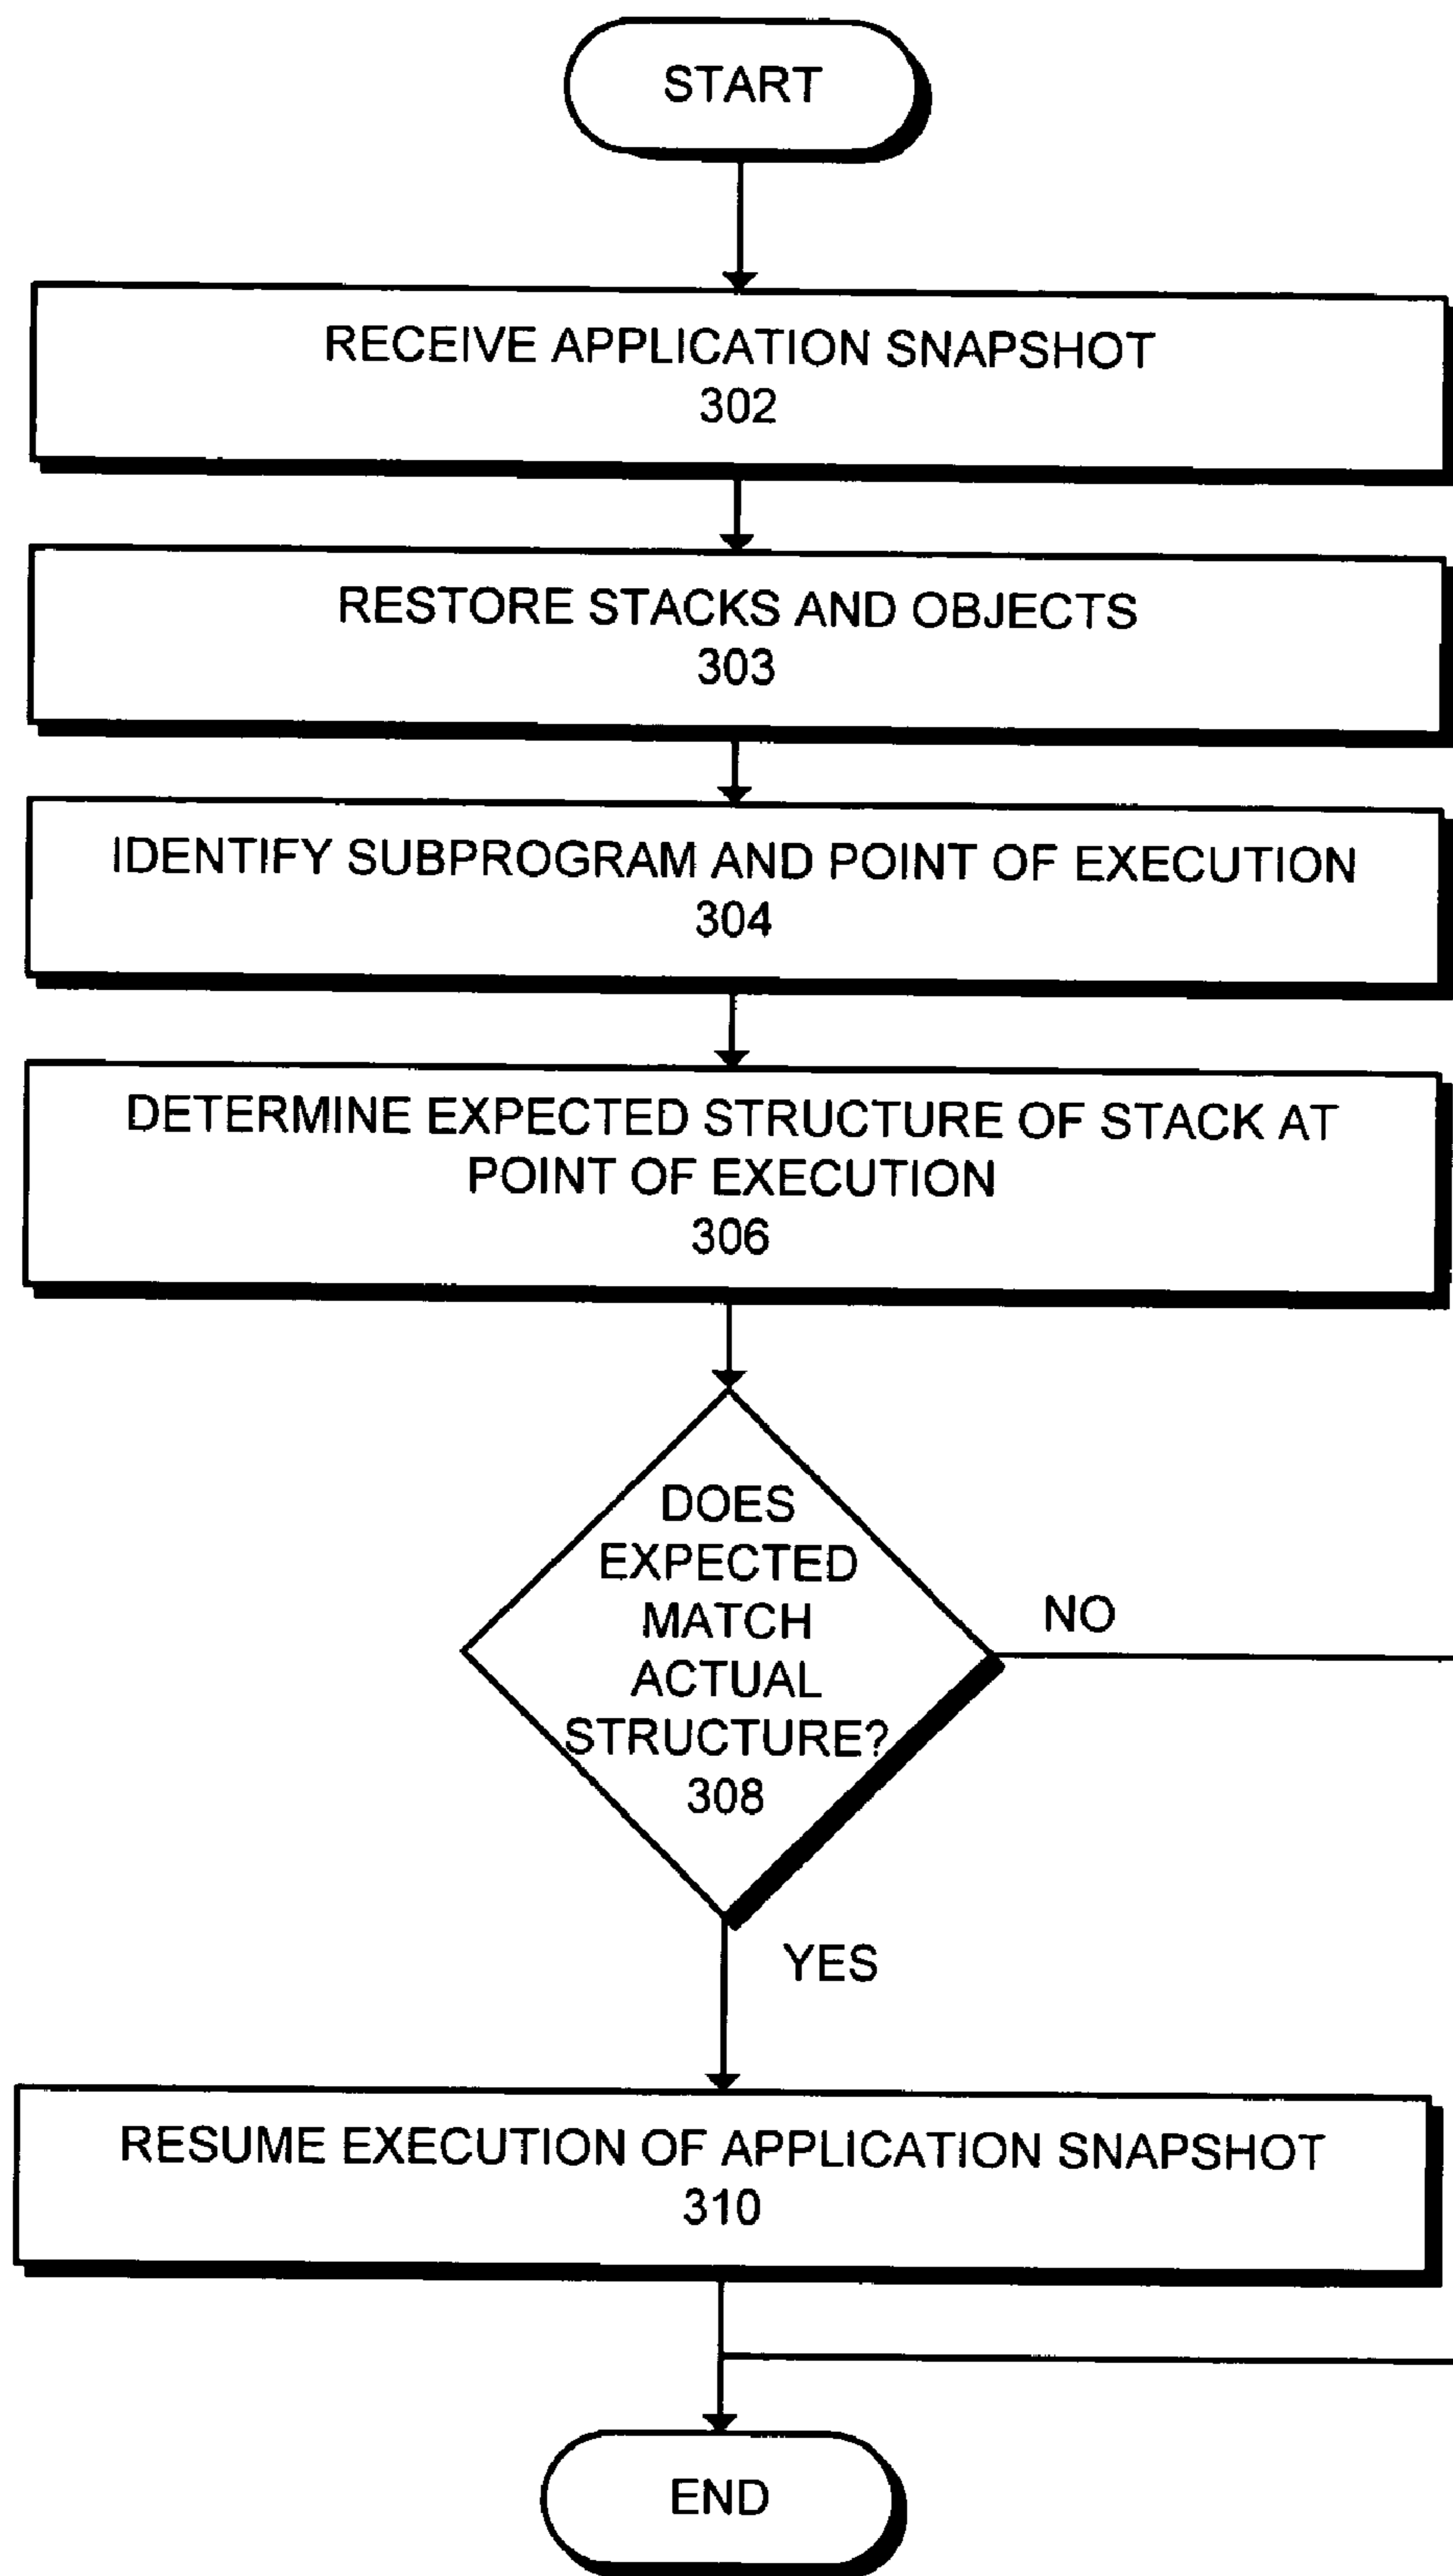 START
RECEIVE APPLICATION SNAPSHOT
302
RESTORE STACKS AND OBJECTS
303
IDENTIFY SUBPROGRAM AND POINT OF EXECUTION
304
DETERMINE EXPECTED STRUCTURE OF STACK AT
POINT OF EXECUTION
306
DOES
EXPECTED
MATCH
ACTUAL
STRUCTURE?
308
NO
YES
RESUME EXECUTION OF APPLICATION SNAPSHOT
310
END